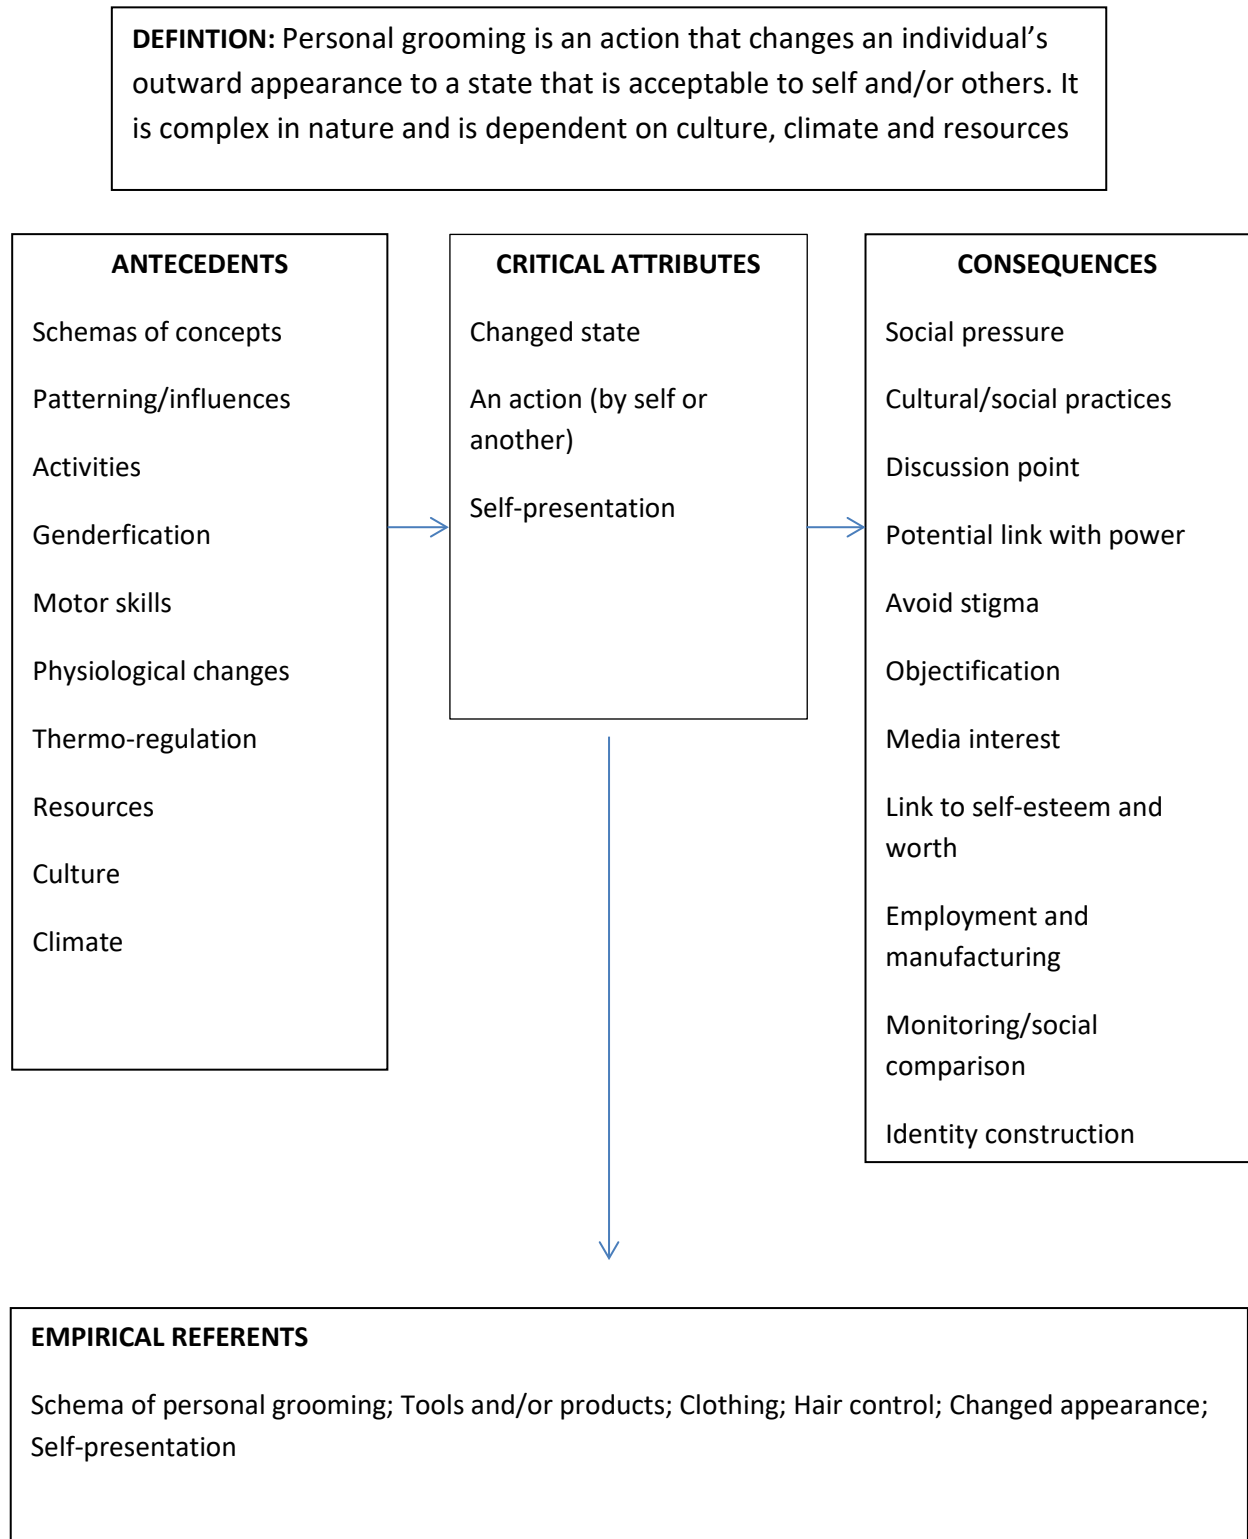 DEFINTION: Personal grooming is an action that changes an individual’s
outward appearance to a state that is acceptable to self and/or others. It
is complex in nature and is dependent on culture, climate and resources
ANTECEDENTS
Schemas of concepts
Patterning/influences
Activities
Genderfication
Motor skills
Physiological changes
Thermo-regulation
Resources
Culture
Climate
CRITICAL ATTRIBUTES
Changed state
An action (by self or
another)
Self-presentation
CONSEQUENCES
Social pressure
Cultural/social practices
Discussion point
Potential link with power
Avoid stigma
Objectification
Media interest
Link to self-esteem and
worth
Employment and
manufacturing
Monitoring/social
comparison
Identity construction
EMPIRICAL REFERENTS
Schema of personal grooming; Tools and/or products; Clothing; Hair control; Changed appearance;
Self-presentation